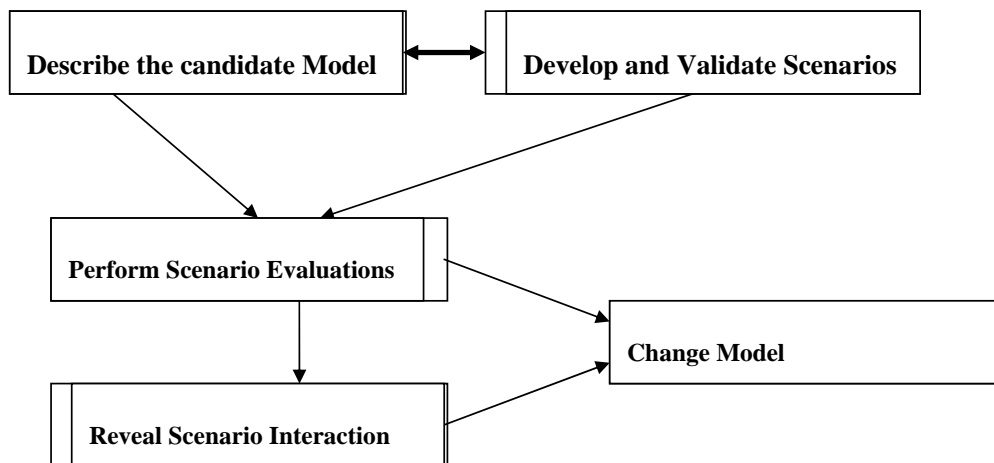 Describe the candidate Model
Develop and Validate Scenarios
Perform Scenario Evaluations
Change Model
Reveal Scenario Interaction